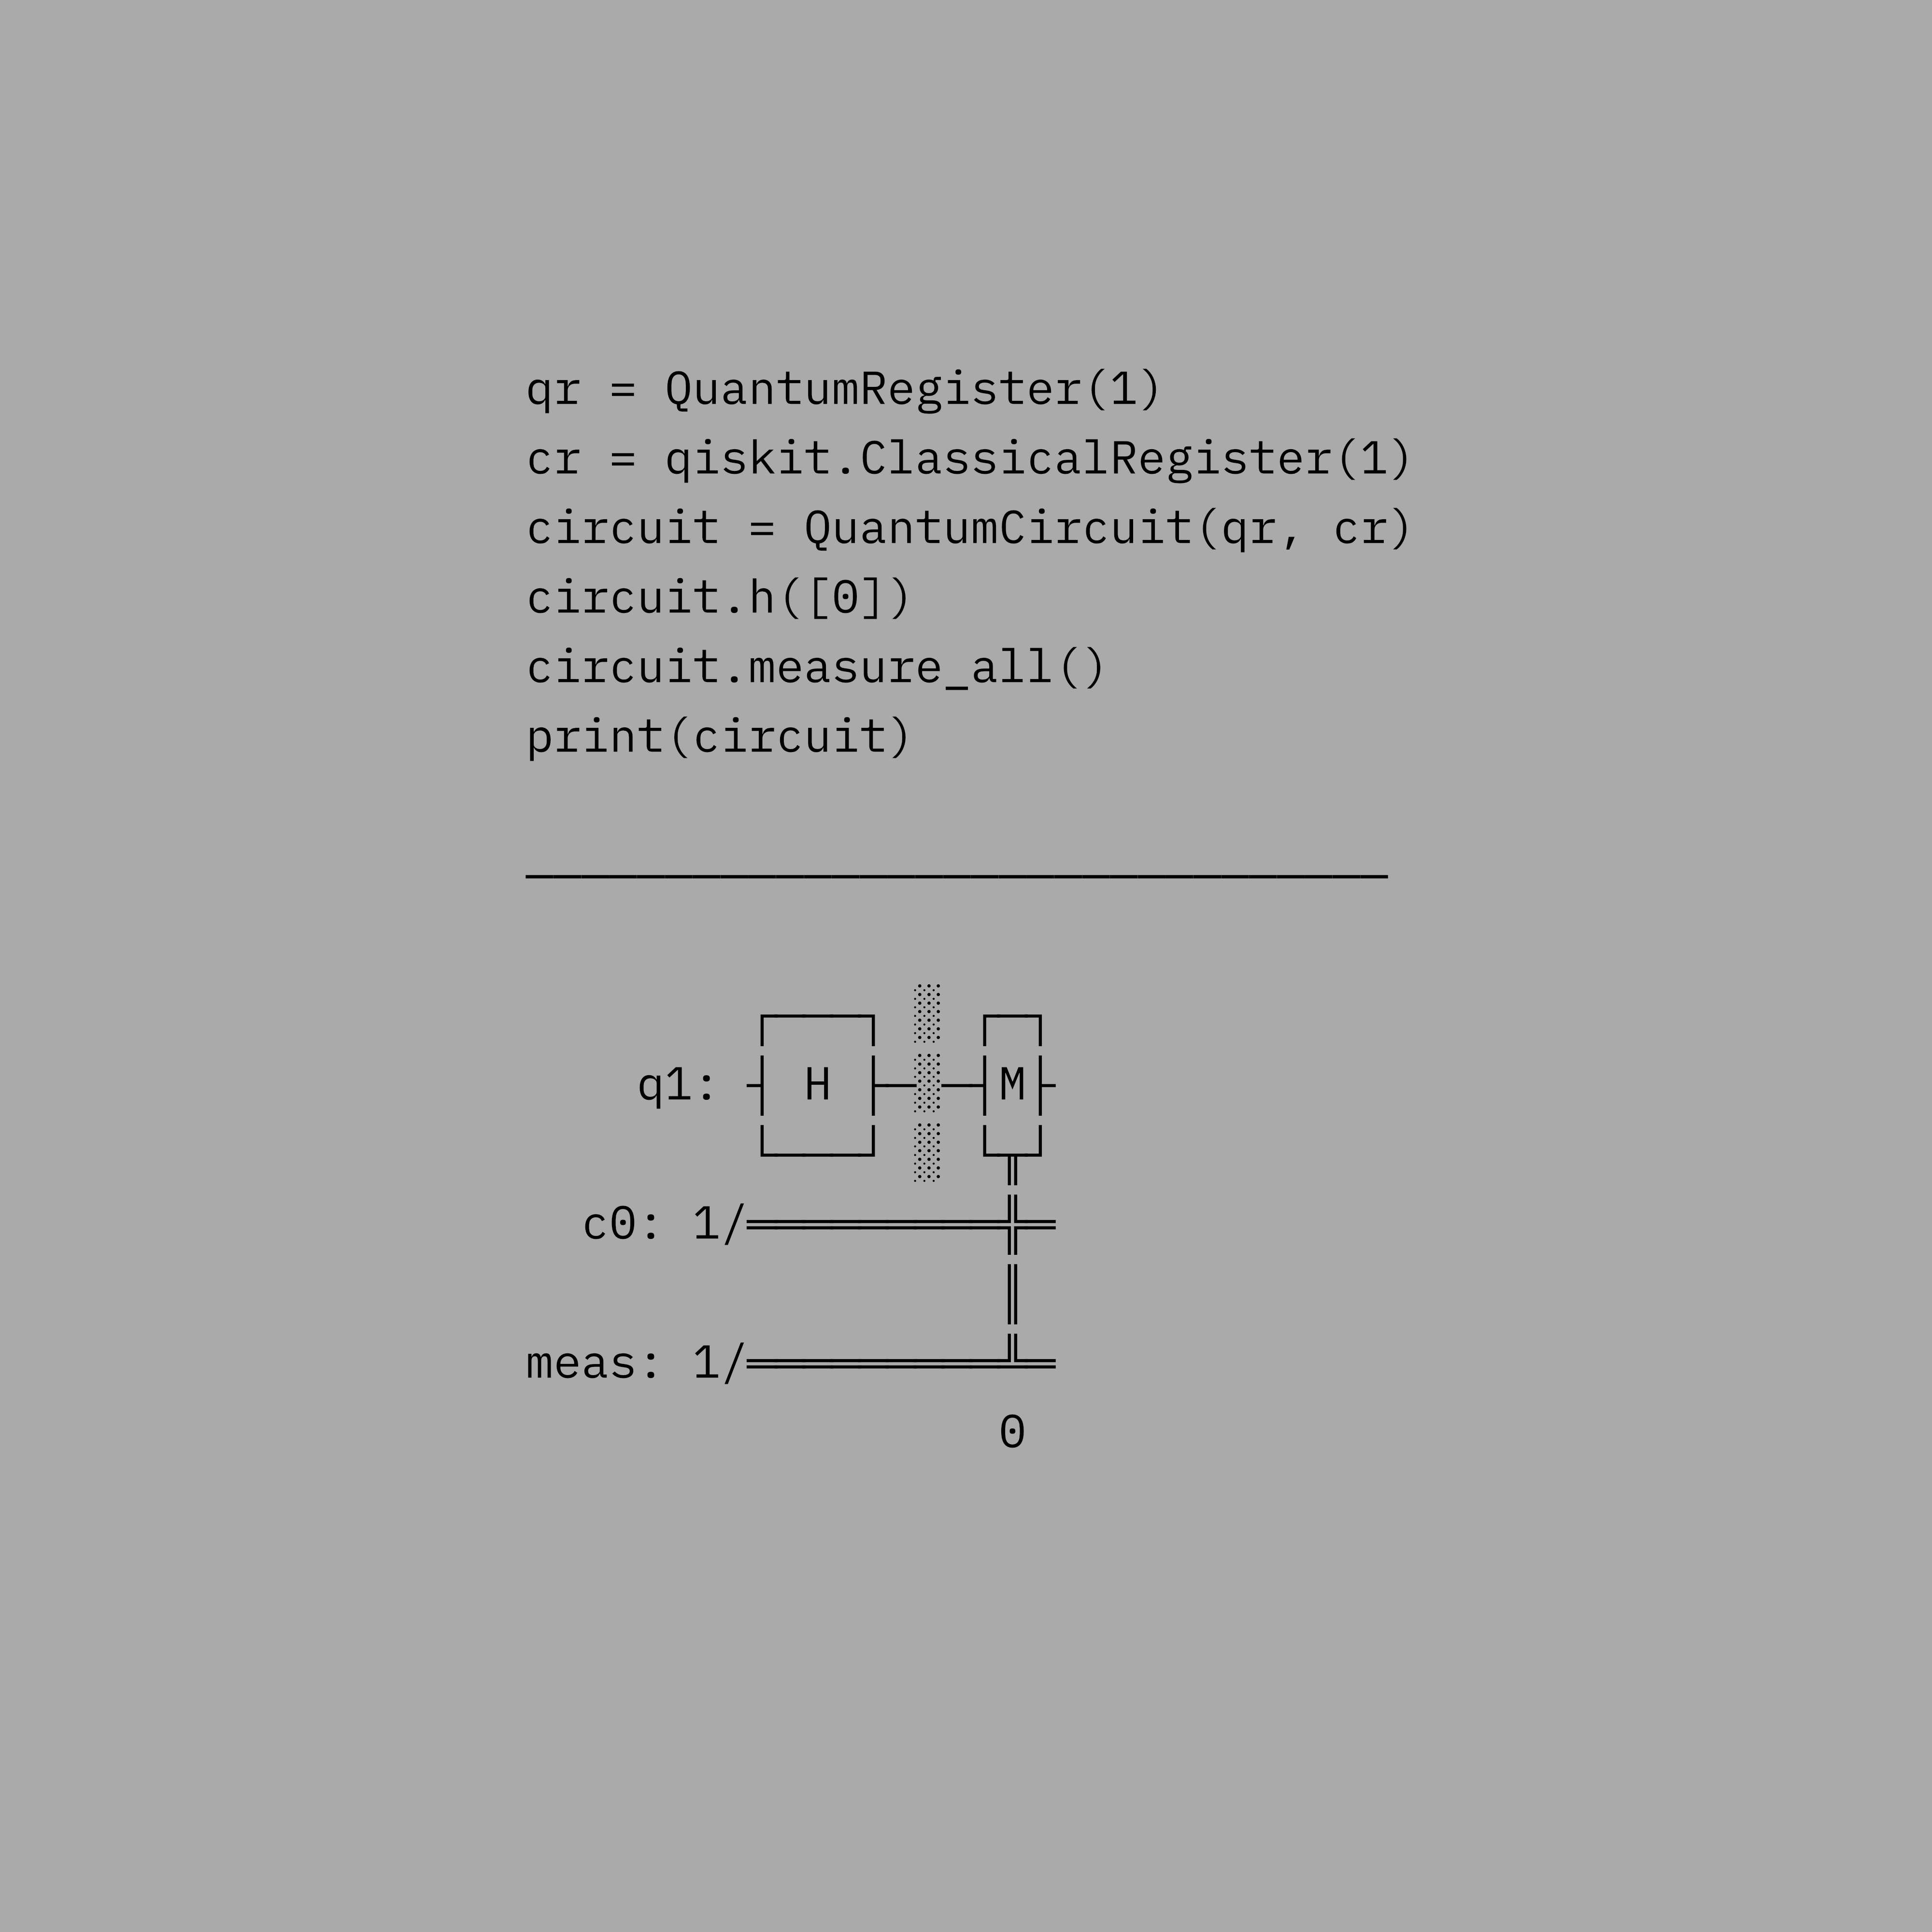 qr = QuantumRegister(1)
cr = qiskit.ClassicalRegister(1)
circuit = QuantumCircuit(qr, cr)
circuit.h([0])
circuit.measure_all()
print(circuit)
q1: H M
c0: 1/
meas: 1/
0